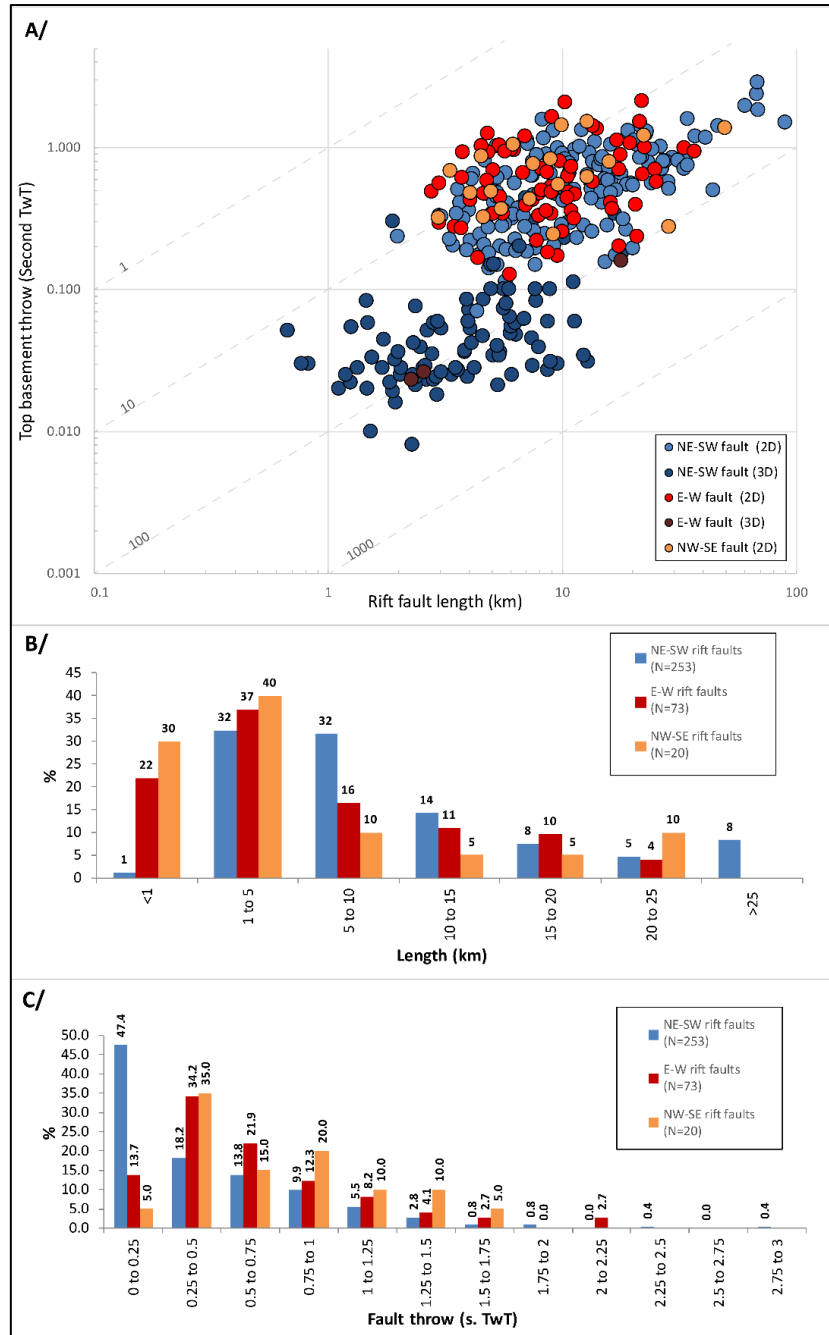 A/
Top basement throw (Second TwT)
1.000
0.100
0.010
0.001
1
10
100
1000
NE-SW fault (2D)
NE-SW fault (3D)
E-W fault (2D)
E-W fault (3D)
NW-SE fault (2D)
0.1 1 10 100
Rift fault length (km)
B/
NE-SW rift faults
(N=253)
E-W rift faults
(N=73)
NW-SE rift faults
(N=20)
%
45
40
35
30
25
20
15
10
5
0
1 22 30
32 37 40
32 16 10
14 11 5
8 10 5
5 4 10
8
<1 1 to 5 5 to 10 10 to 15 15 to 20 20 to 25 >25
Length (km)
C/
NE-SW rift faults
(N=253)
E-W rift faults
(N=73)
NW-SE rift faults
(N=20)
%
50.0
45.0
40.0
35.0
30.0
25.0
20.0
15.0
10.0
5.0
0.0
47.4 13.7 5.0
18.2 34.2 35.0
13.8 21.9 15.0
9.9 12.3 20.0
5.5 8.2 10.0
2.8 4.1 10.0
0.8 2.7 5.0
0.8 0.0
0.0 2.7
0.4
0.0
0.4
0 to 0.25 0.25 to 0.5 0.5 to 0.75 0.75 to 1 1 to 1.25 1.25 to 1.5 1.5 to 1.75 1.75 to 2 2 to 2.25 2.25 to 2.5 2.5 to 2.75 2.75 to 3
Fault throw (s. TwT)